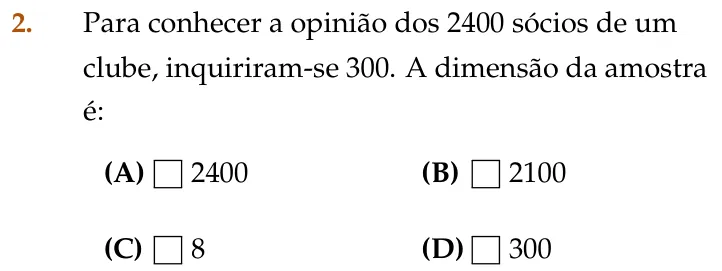 2. Para conhecer a opinião dos 2400 sócios de um
clube, inquiriram-se 300. A dimensão da amostra
é:
(A) □ 2400 (B) □ 2100
(C) □ 8 (D) □ 300